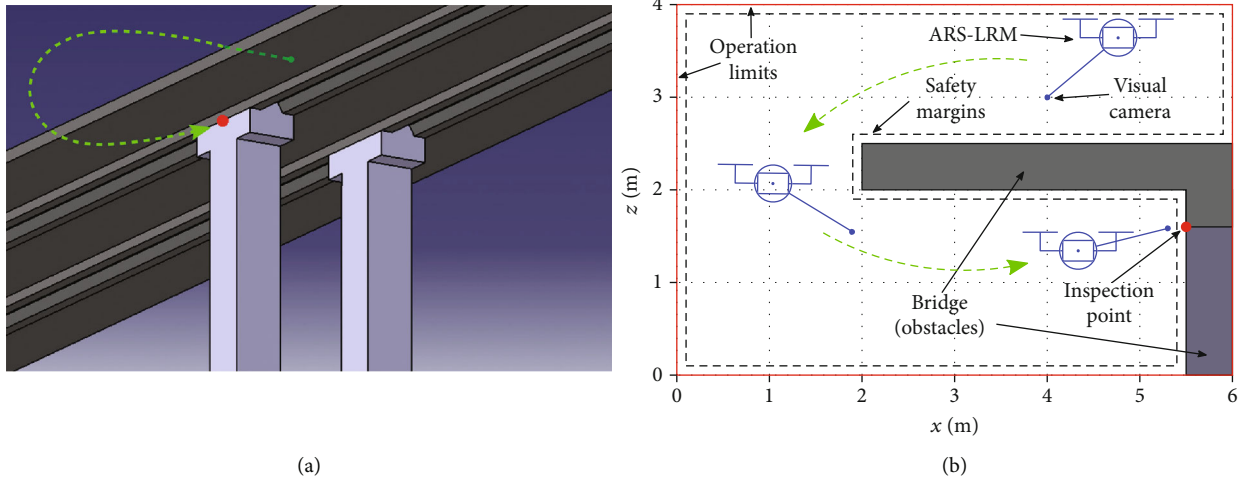 4
3
2
1
0
z (m)
Operation
limits
ARS-LRM
Safety
margins
Visual
camera
Bridge
(obstacles)
Inspection
point
0 1 2 3 4 5 6
x (m)
(a)
(b)